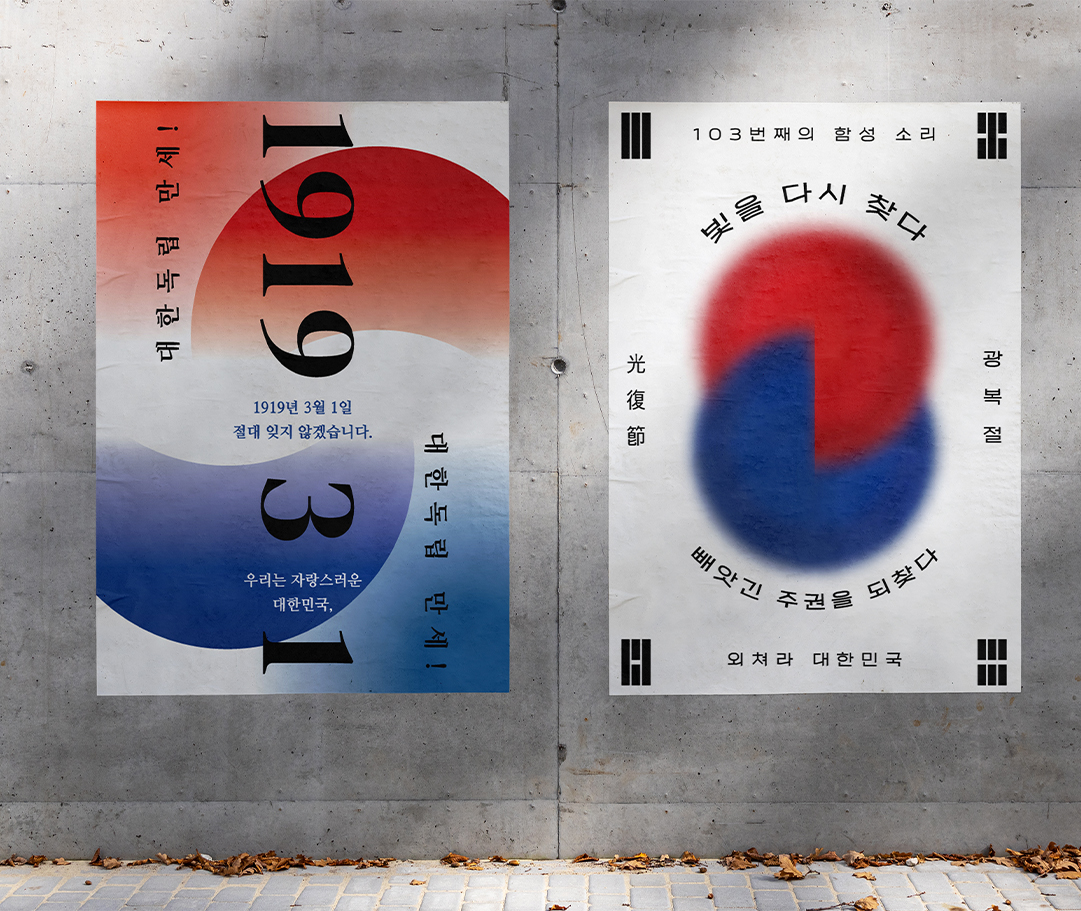 대한독립 만세!
1919
1919년 3월 1일
절대 잊지 않겠습니다.
3
우리는 자랑스러운
대한민국,
1
대한독립 만세!
103번째의 함성 소리
빛을 다시 찾다
光復節
광복절
빼앗긴 주권을 되찾다
외쳐라 대한민국